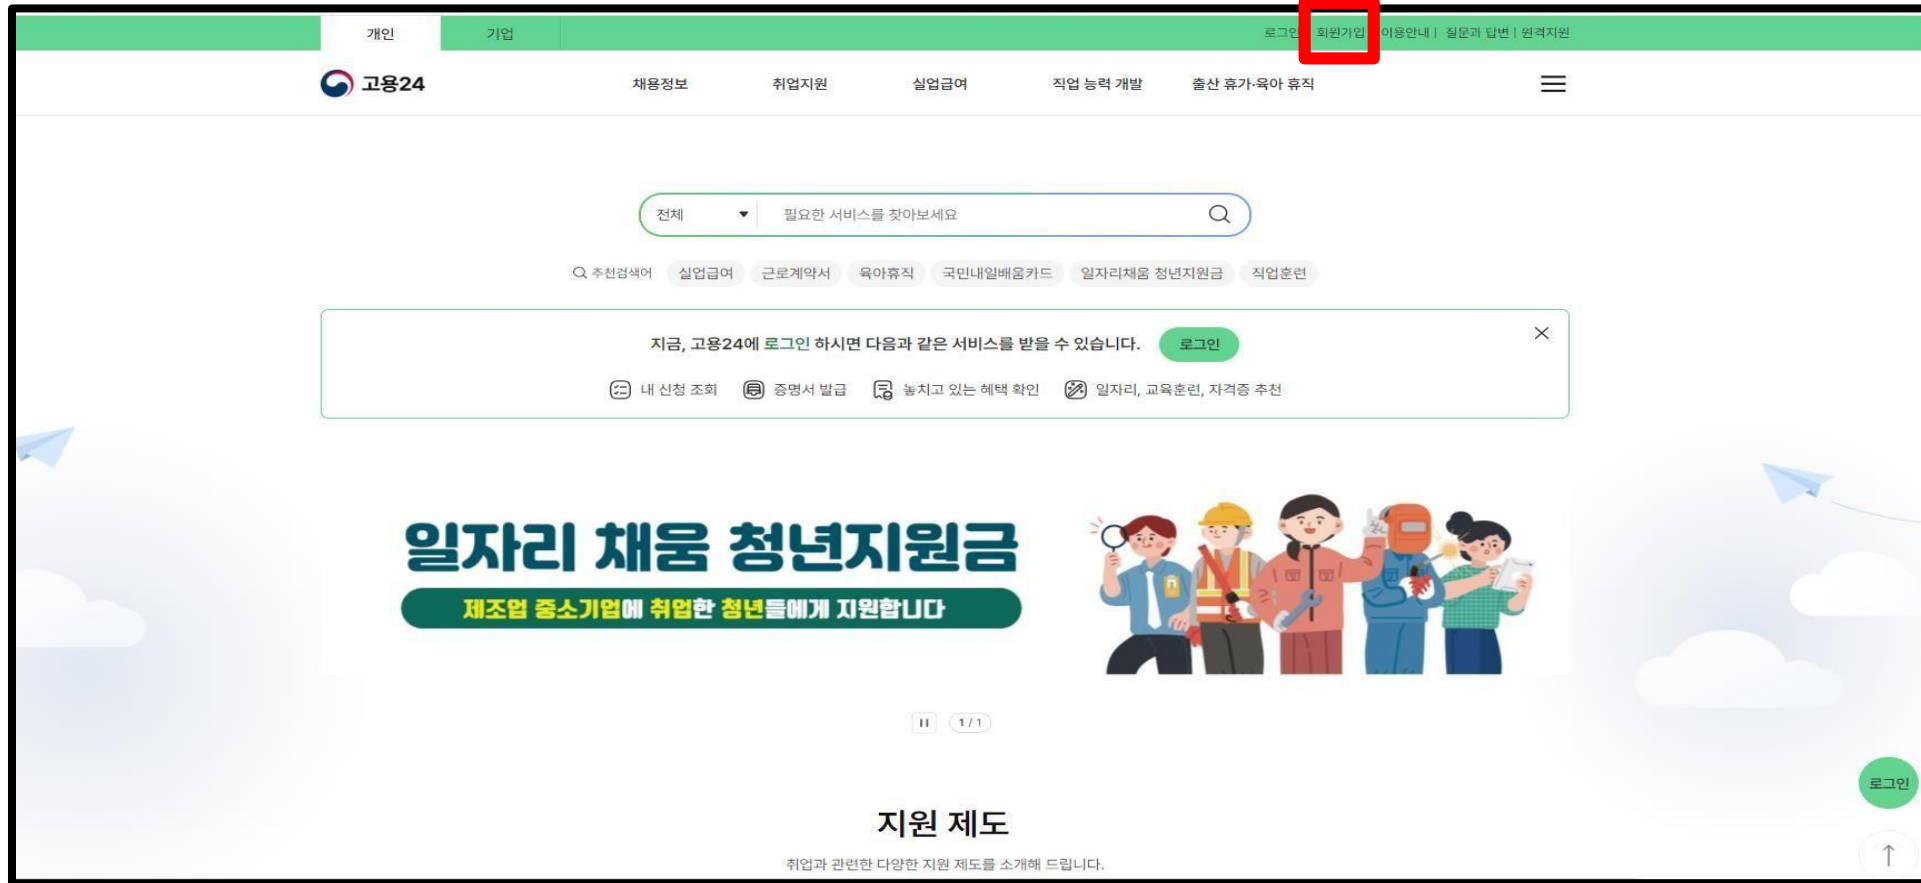 개인 기업 로그인 회원가입 이용안내 | 질문과 답변 | 원격지원
고용24 채용정보 취업지원 실업급여 직업 능력 개발 출산 휴가·육아 휴직
전체 필요한 서비스를 찾아보세요
추천검색어 실업급여 근로계약서 육아휴직 국민내일배움카드 일자리채움 청년지원금 직업훈련
지금, 고용24에 로그인 하시면 다음과 같은 서비스를 받을 수 있습니다. 로그인
내 신청 조회 증명서 발급 놓치고 있는 혜택 확인 일자리, 교육훈련, 자격증 추천
일자리 채움 청년지원금
제조업 중소기업에 취업한 청년들에게 지원합니다
1 / 1
로그인
지원 제도
취업과 관련한 다양한 지원 제도를 소개해 드립니다.